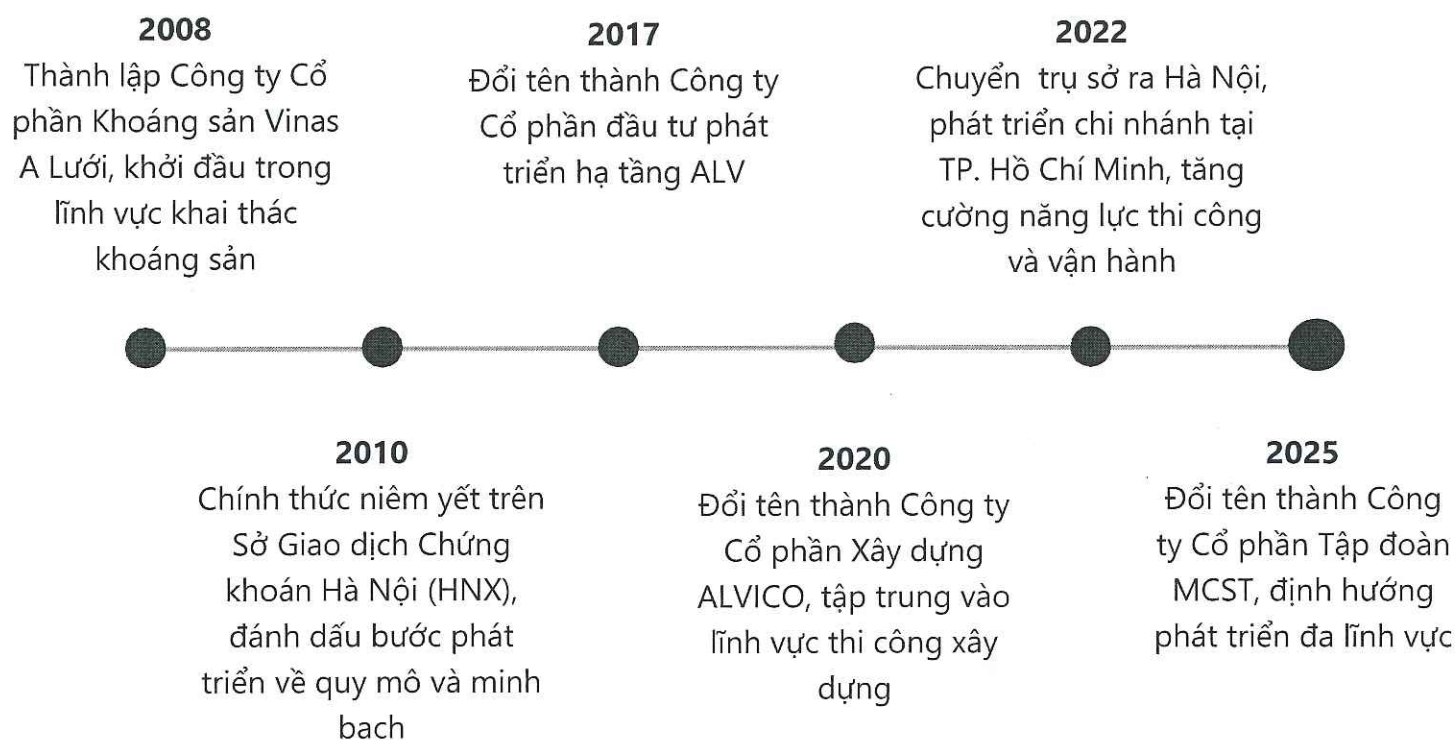 2008
Thành lập Công ty Cổ
phần Khoáng sản Vinas
A Lưới, khởi đầu trong
lĩnh vực khai thác
khoáng sản
2017
Đổi tên thành Công ty
Cổ phần đầu tư phát
triển hạ tầng ALV
2022
Chuyển trụ sở ra Hà Nội,
phát triển chi nhánh tại
TP. Hồ Chí Minh, tăng
cường năng lực thi công
và vận hành
2010
Chính thức niêm yết trên
Sở Giao dịch Chứng
khoán Hà Nội (HNX),
đánh dấu bước phát
triển về quy mô và minh
bạch
2020
Đổi tên thành Công ty
Cổ phần Xây dựng
ALVICO, tập trung vào
lĩnh vực thi công xây
dựng
2025
Đổi tên thành Công
ty Cổ phần Tập đoàn
MCST, định hướng
phát triển đa lĩnh vực